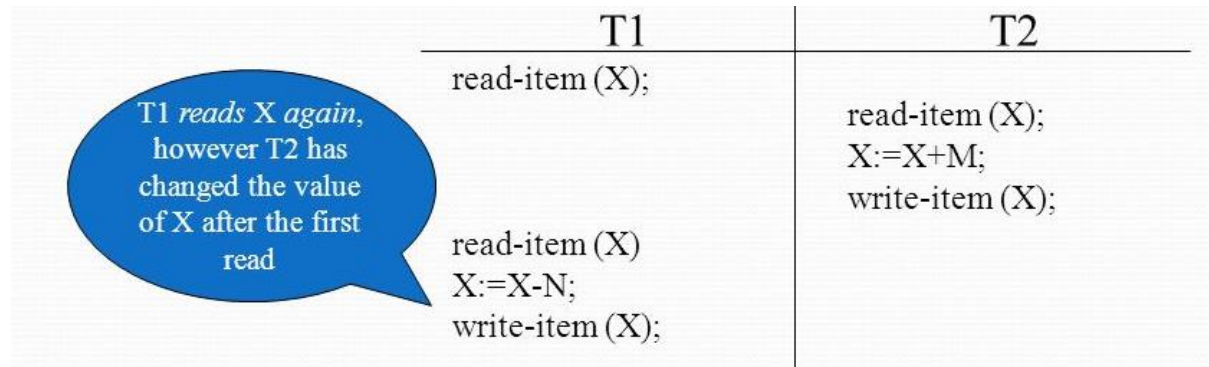 T1
T2
read-item (X);
T1 reads X again,
however T2 has
changed the value
of X after the first
read
read-item (X);
X:=X+M;
write-item (X);
read-item (X)
X:=X-N;
write-item (X);